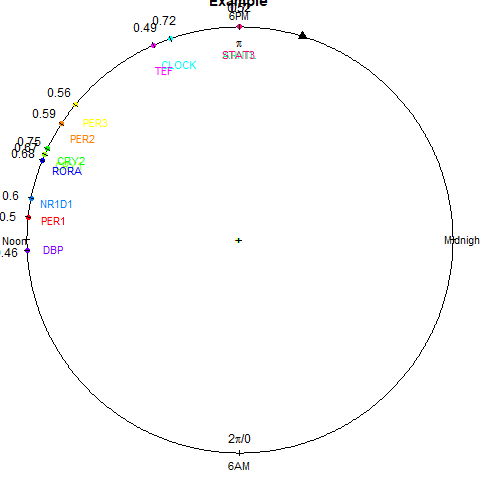 Example
6PM
0.72
0.49
π
STAT3
CLOCK
TEF
0.56
PER3
0.59
PER2
0.75
CRY2
0.68
RORA
0.6
NR1D1
0.5
PER1
Noon
Midnigh
.46
DBP
2π/0
6AM